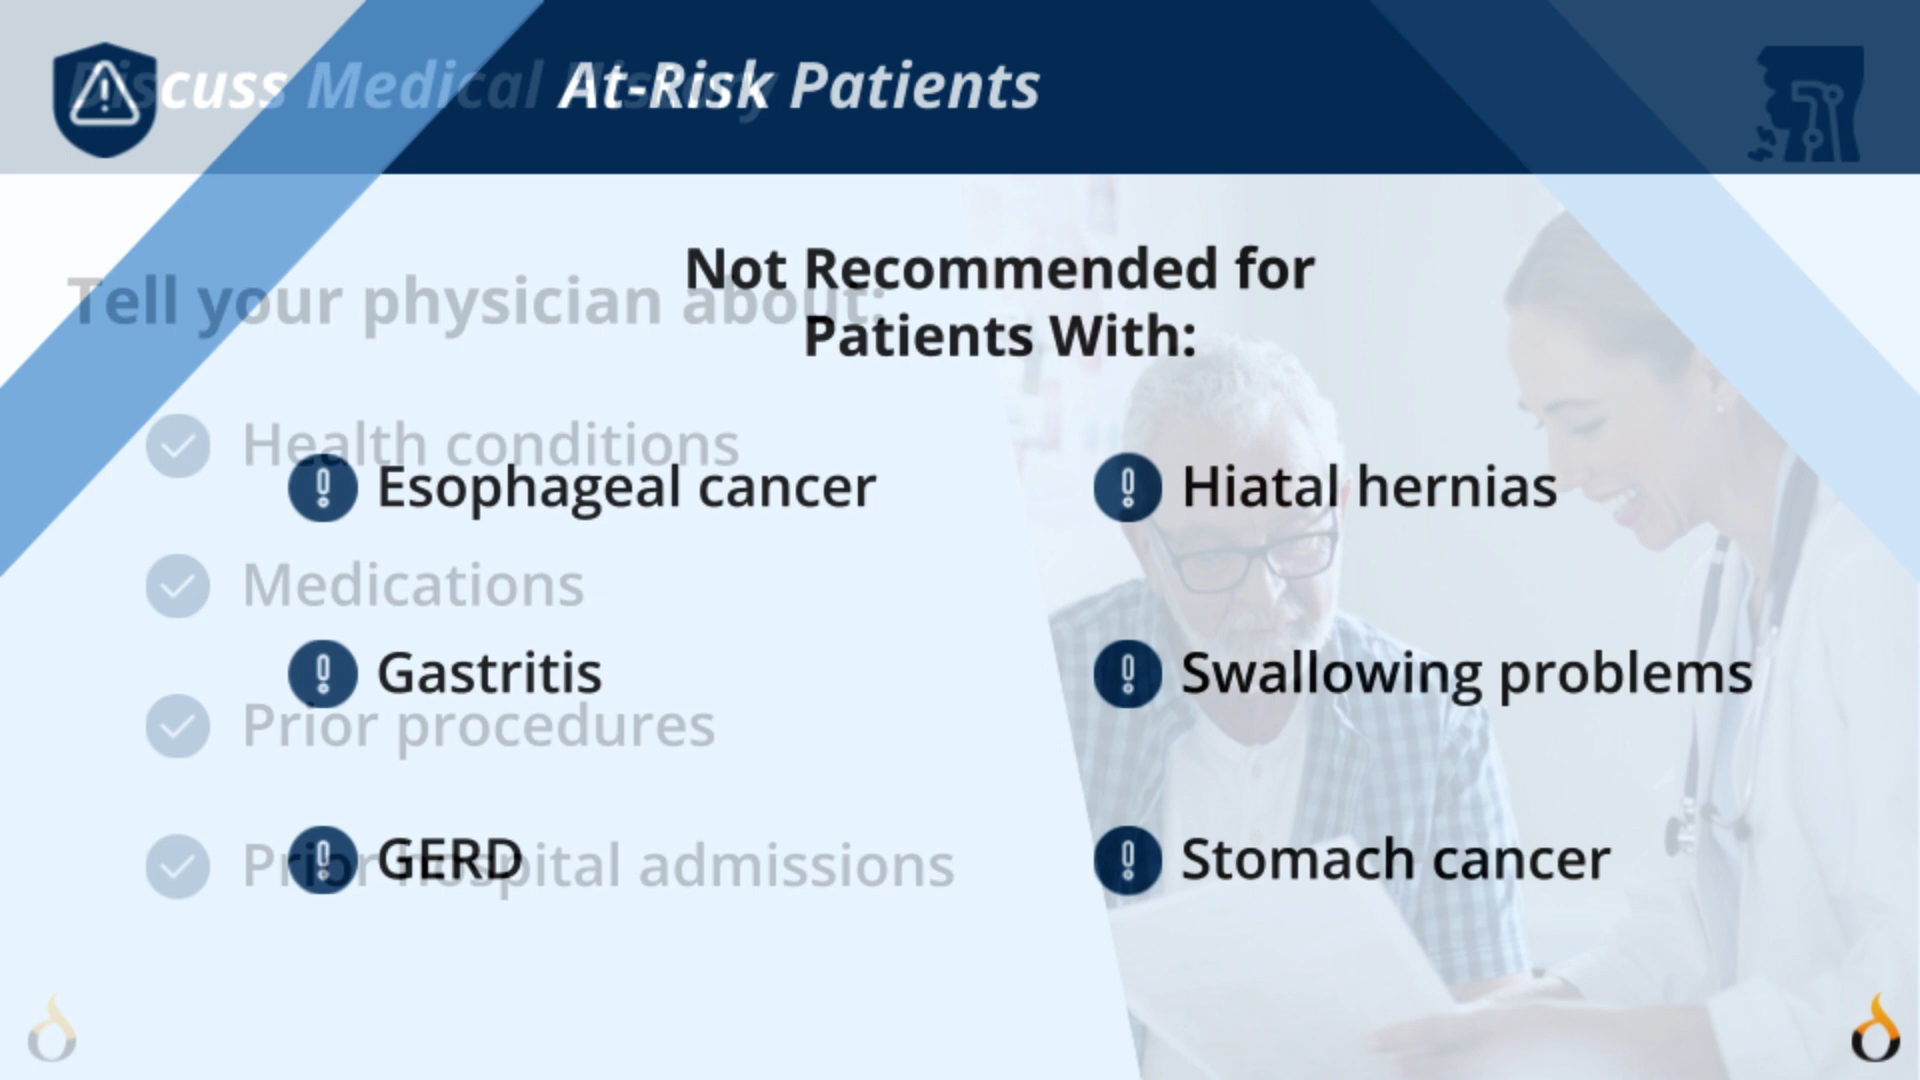 Discuss Medical History
At-Risk Patients
Tell your physician about:
Health conditions
Medications
Prior procedures
Prior hospital admissions
Not Recommended for
Patients With:
Esophageal cancer
Gastritis
GERD
Hiatal hernias
Swallowing problems
Stomach cancer